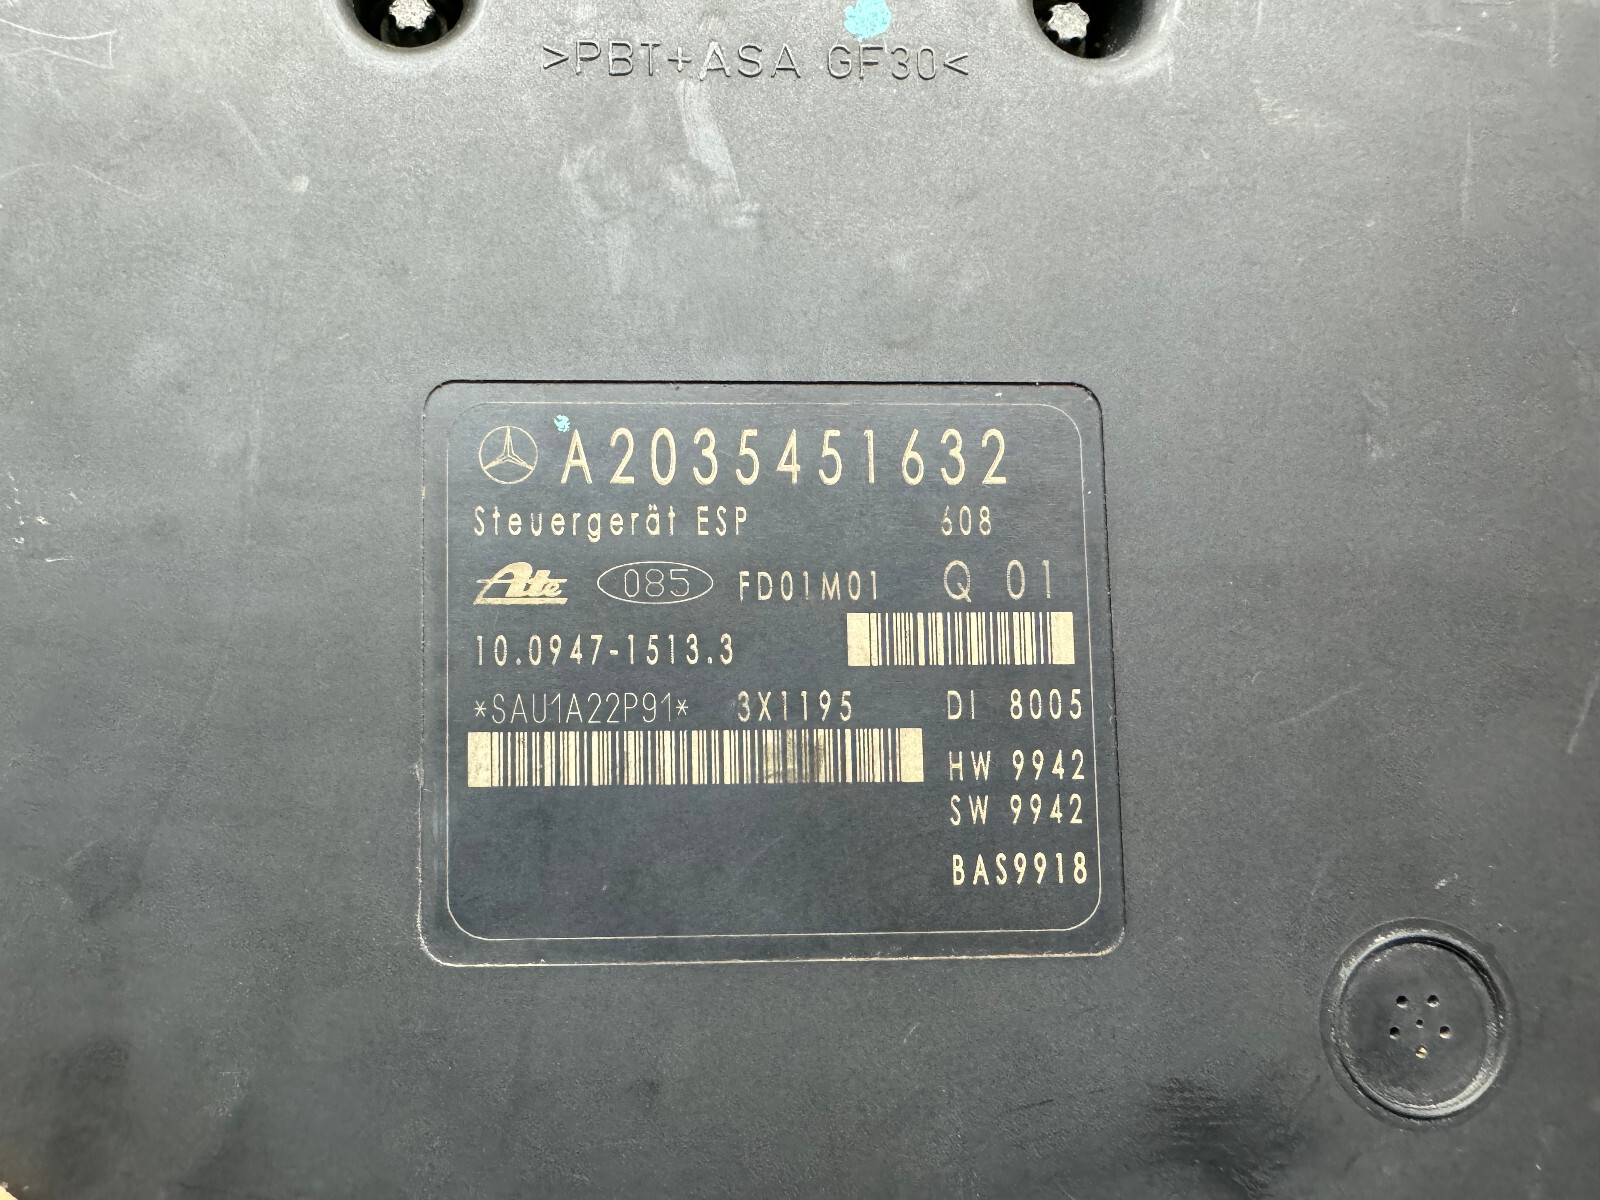 >PBT+ASA GF30<
A2035451632
Steuergerät ESP 608
Ate 085 FD01M01 Q 01
10.0947-1513.3
*SAU1A22P91* 3X1195 DI 8005
HW 9942
SW 9942
BAS9918